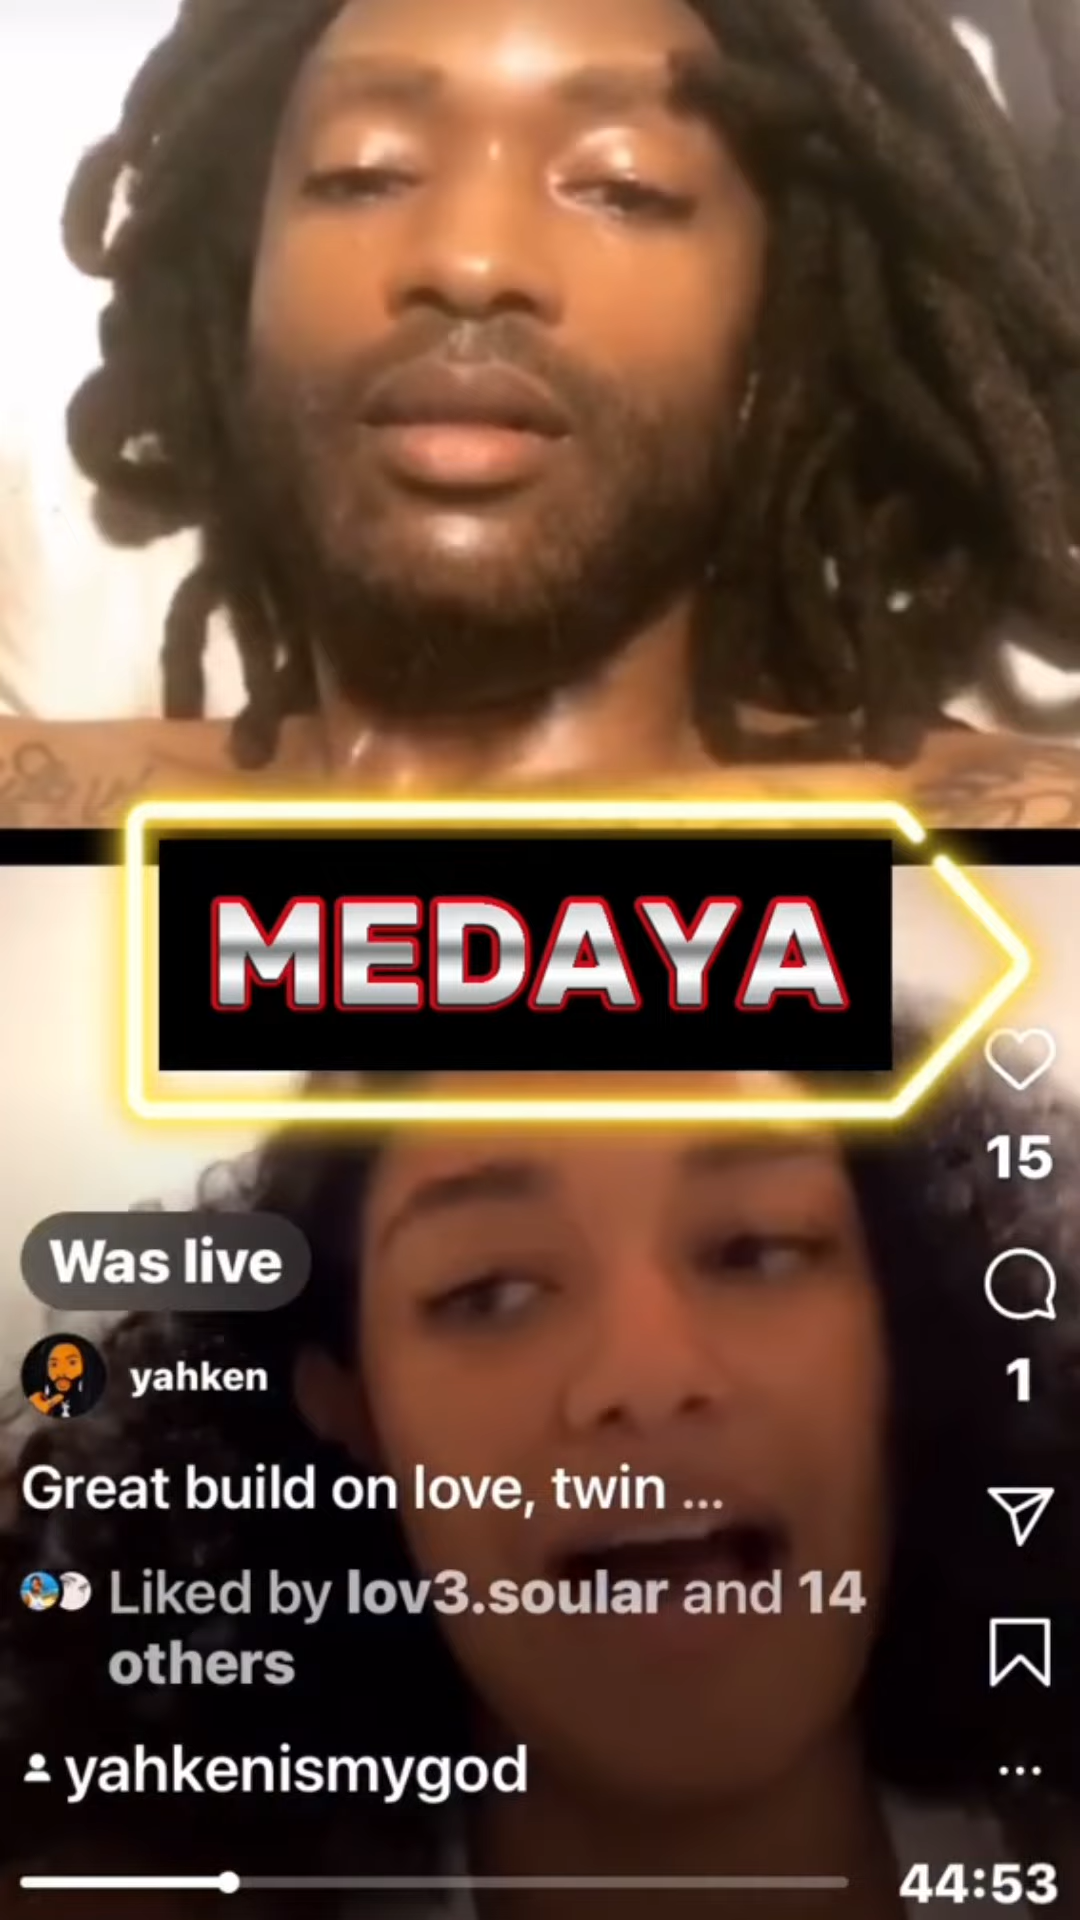 MEDAYA
15
Was live
yahken
1
Great build on love, twin ...
Liked by lov3.soular and 14
others
yahkenismygod
44:53